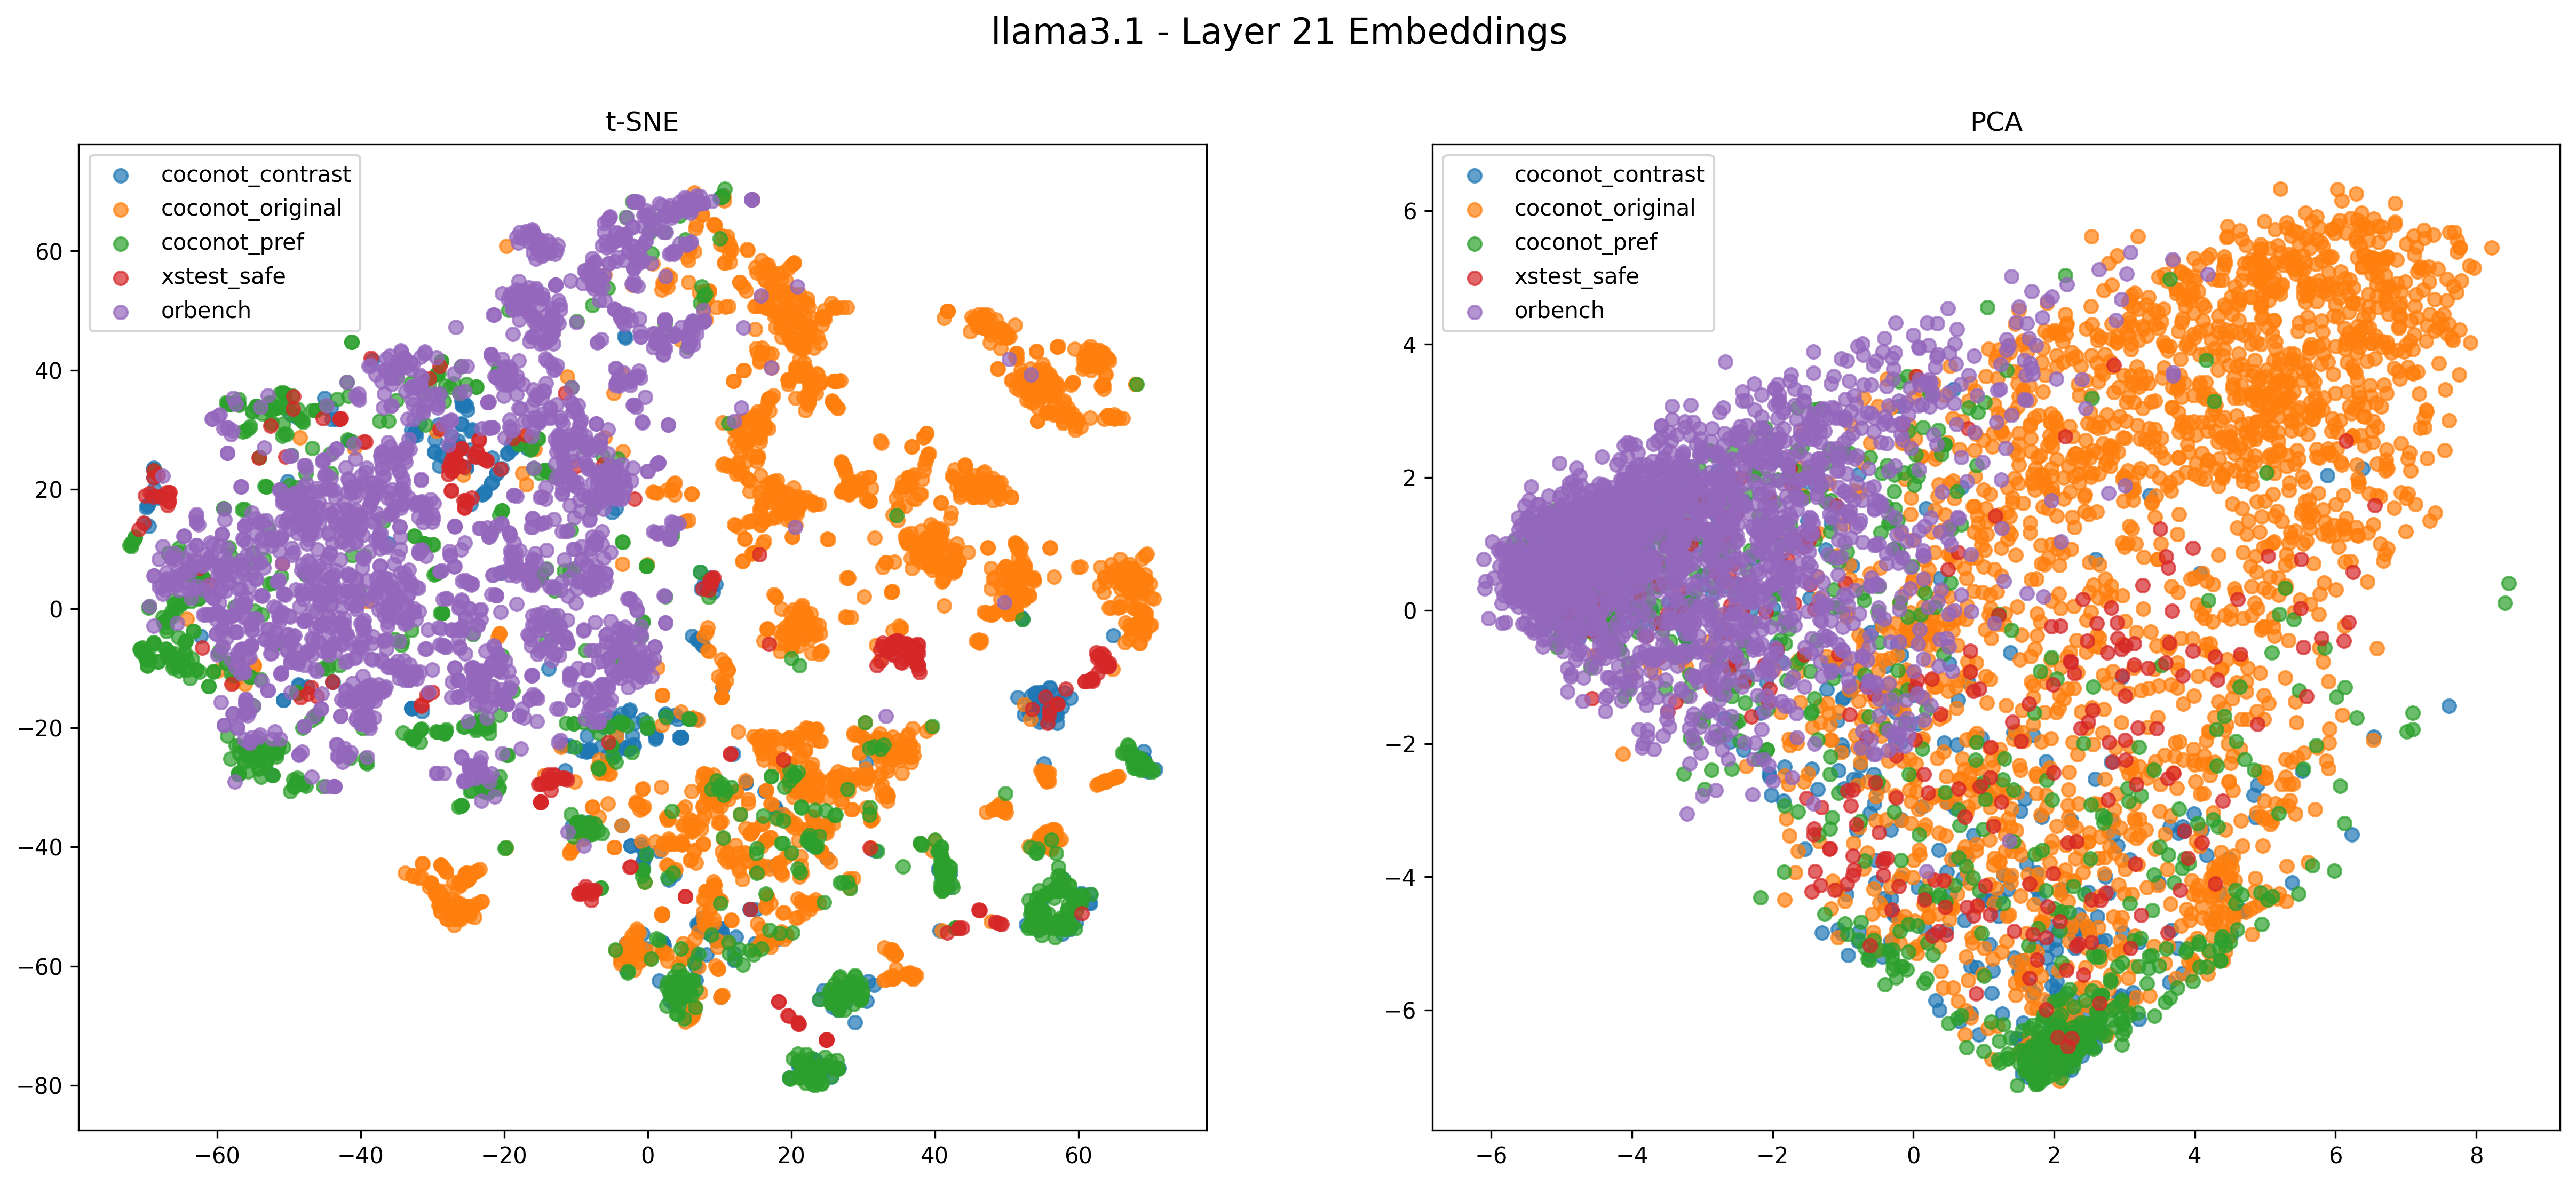 llama3.1 - Layer 21 Embeddings
t-SNE
coconot_contrast
coconot_original
coconot_pref
xstest_safe
orbench
60
40
20
0
−20
−40
−60
−80
−60 −40 −20 0 20 40 60
PCA
coconot_contrast
coconot_original
coconot_pref
xstest_safe
orbench
6
4
2
0
−2
−4
−6
−6 −4 −2 0 2 4 6 8